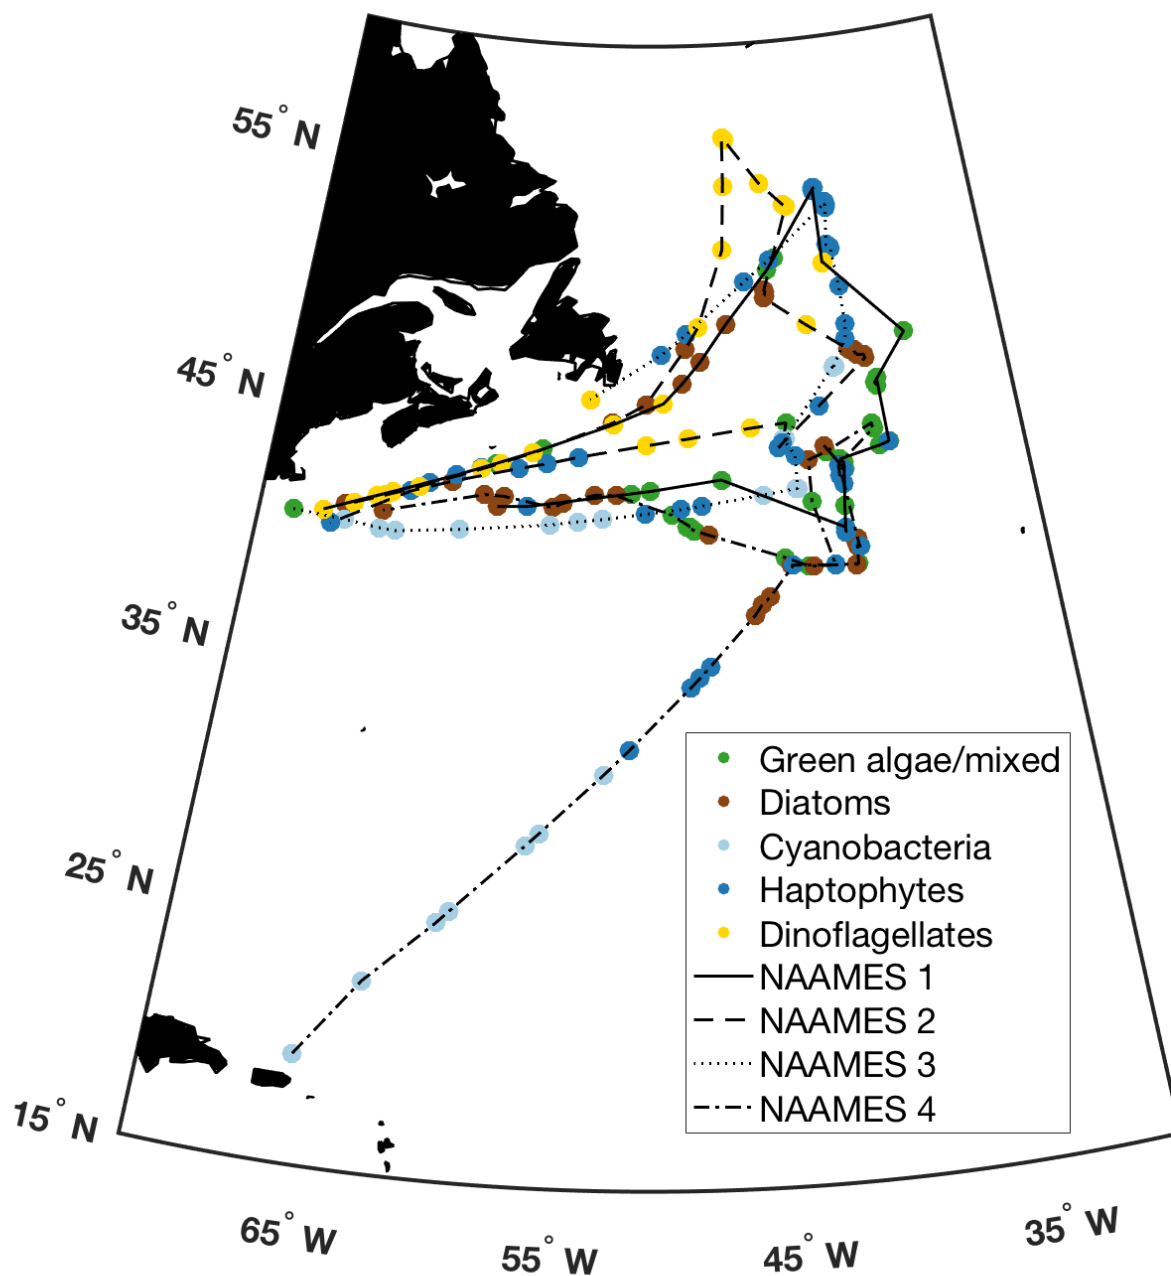 55° N
45° N
35° N
25° N
15° N
Green algae/mixed
Diatoms
Cyanobacteria
Haptophytes
Dinoflagellates
NAAMES 1
NAAMES 2
NAAMES 3
NAAMES 4
65° W
55° W
45° W
35° W